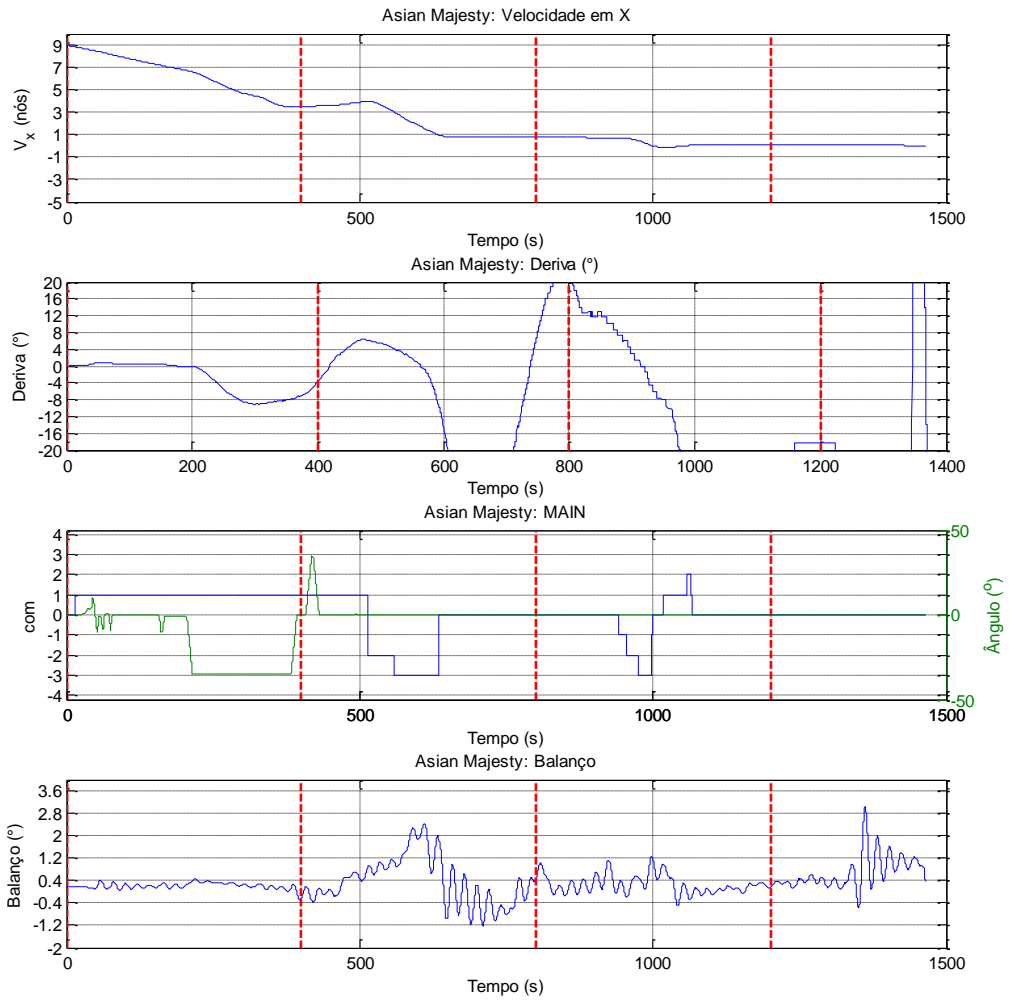 Asian Majesty: Velocidade em X
9
7
5
3
1
-1
-3
-5
V_x (nós)
0 500 1000 1500
Tempo (s)
Asian Majesty: Deriva (°)
20
16
12
8
4
0
-4
-8
-12
-16
-20
Deriva (°)
0 200 400 600 800 1000 1200 1400
Tempo (s)
Asian Majesty: MAIN
4
3
2
1
0
-1
-2
-3
-4
com
50
0
-50
Ângulo (º)
0 500 1000 1500
Tempo (s)
Asian Majesty: Balanço
3.6
2.8
2
1.2
0.4
-0.4
-1.2
-2
Balanço (°)
0 500 1000 1500
Tempo (s)